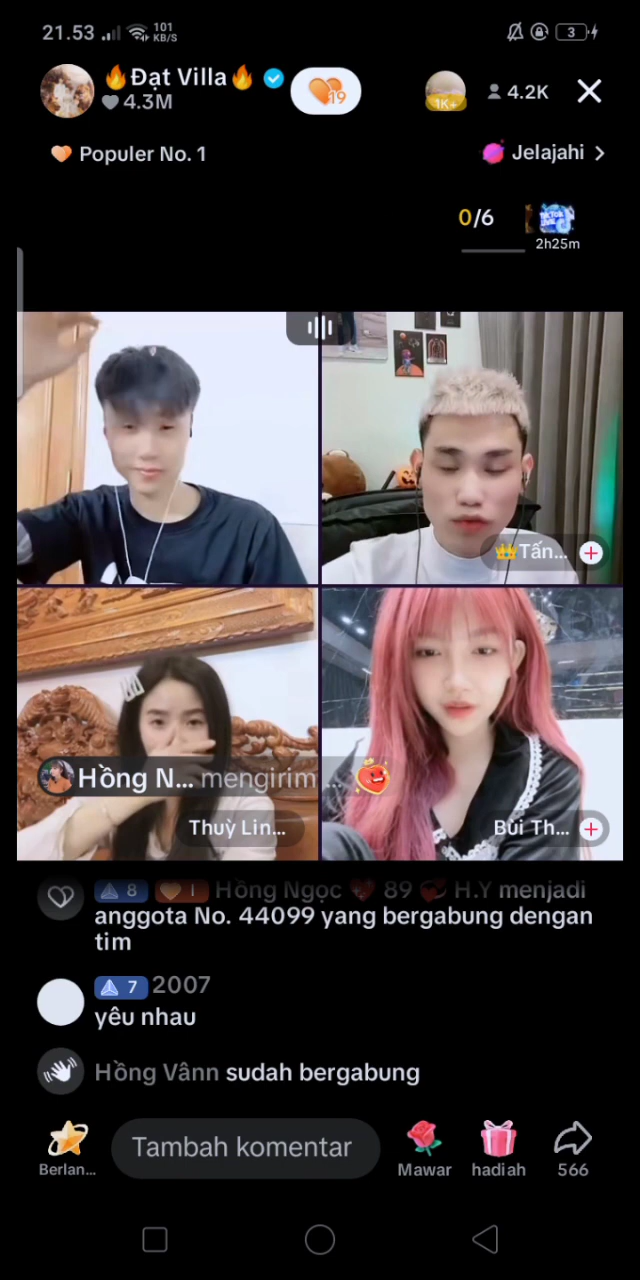 21.53
101
KB/S
3
🔥Đạt Villa🔥
4.3M
19
1K+
4.2K
Populer No. 1
Jelajahi
0/6
2h25m
Tấn...
Hồng N... mengirim ...
Thuỳ Lin...
Bùi Th...
8 1 Hồng Ngọc 89 H.Y menjadi
anggota No. 44099 yang bergabung dengan
tim
7 2007
yêu nhau
Hồng Vânn sudah bergabung
Berlan...
Tambah komentar
Mawar
hadiah
566